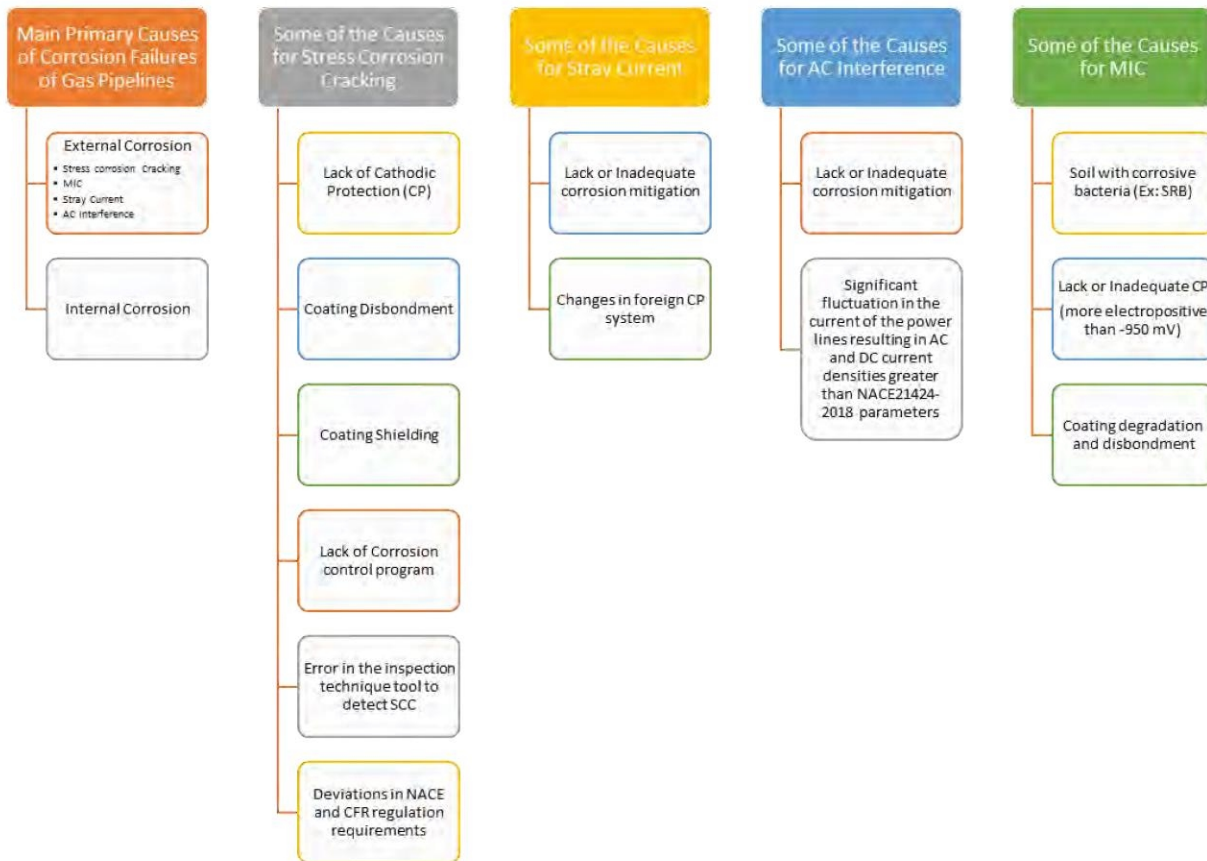 Main Primary Causes
of Corrosion Failures
of Gas Pipelines
External Corrosion
• Stress corrosion Cracking
• MIC
• Stray Current
• AC Interference
Internal Corrosion
Some of the Causes
for Stress Corrosion
Cracking
Lack of Cathodic
Protection (CP)
Coating Disbondment
Coating Shielding
Lack of Corrosion
control program
Error in the inspection
technique tool to
detect SCC
Deviations in NACE
and CFR regulation
requirements
Some of the Causes
for Stray Current
Lack or Inadequate
corrosion mitigation
Changes in foreign CP
system
Some of the Causes
for AC Interference
Lack or Inadequate
corrosion mitigation
Significant
fluctuation in the
current of the power
lines resulting in AC
and DC current
densities greater
than NACE21424-
2018 parameters
Some of the Causes
for MIC
Soil with corrosive
bacteria (Ex: SRB)
Lack or Inadequate CP
(more electropositive
than -950 mV)
Coating degradation
and disbondment